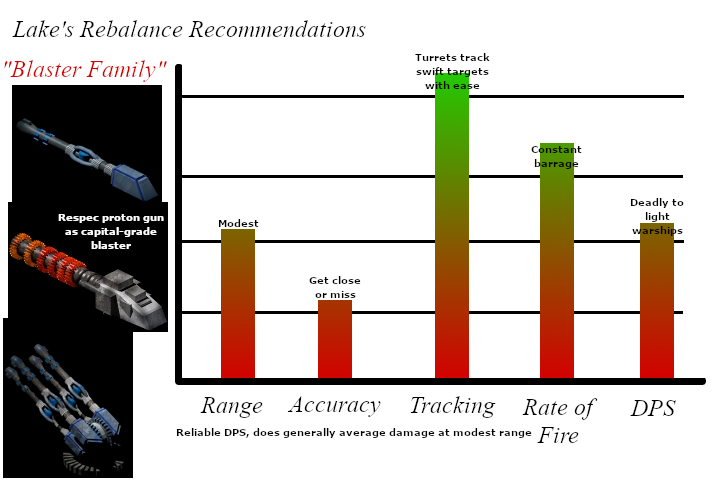 Lake's Rebalance Recommendations
"Blaster Family"
Respec proton gun
as capital-grade
blaster
Modest
Get close
or miss
Turrets track
swift targets
with ease
Constant
barrage
Deadly to
light
warships
Range
Accuracy
Tracking
Rate of
Fire
DPS
Reliable DPS, does generally average damage at modest range